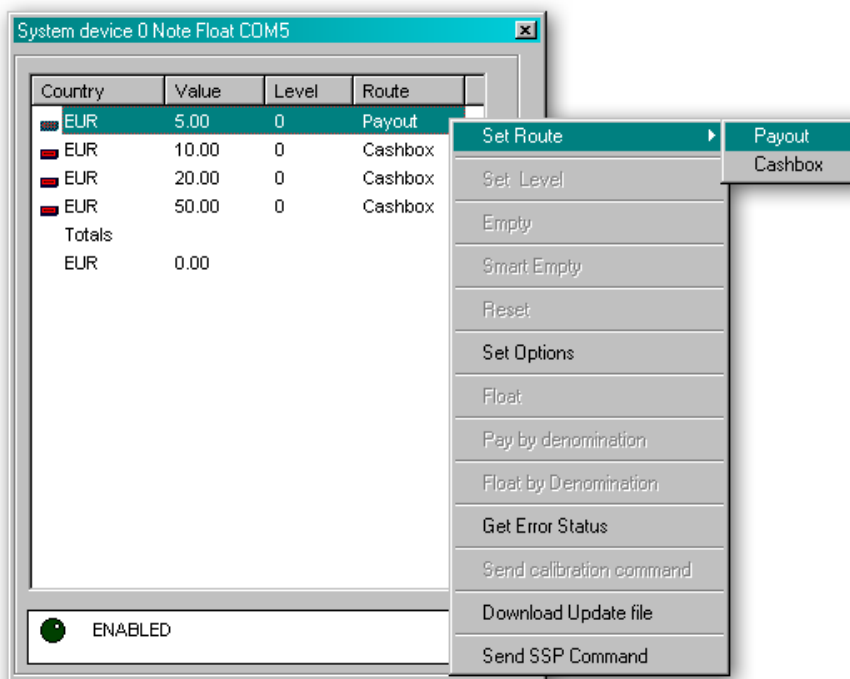 System device 0 Note Float COM5
Country Value Level Route
EUR 5.00 0 Payout
EUR 10.00 0 Cashbox
EUR 20.00 0 Cashbox
EUR 50.00 0 Cashbox
Totals
EUR 0.00
Set Route
Set Level
Empty
Smart Empty
Reset
Set Options
Float
Pay by denomination
Float by Denomination
Get Error Status
Send calibration command
Download Update file
Send SSP Command
Payout
Cashbox
ENABLED